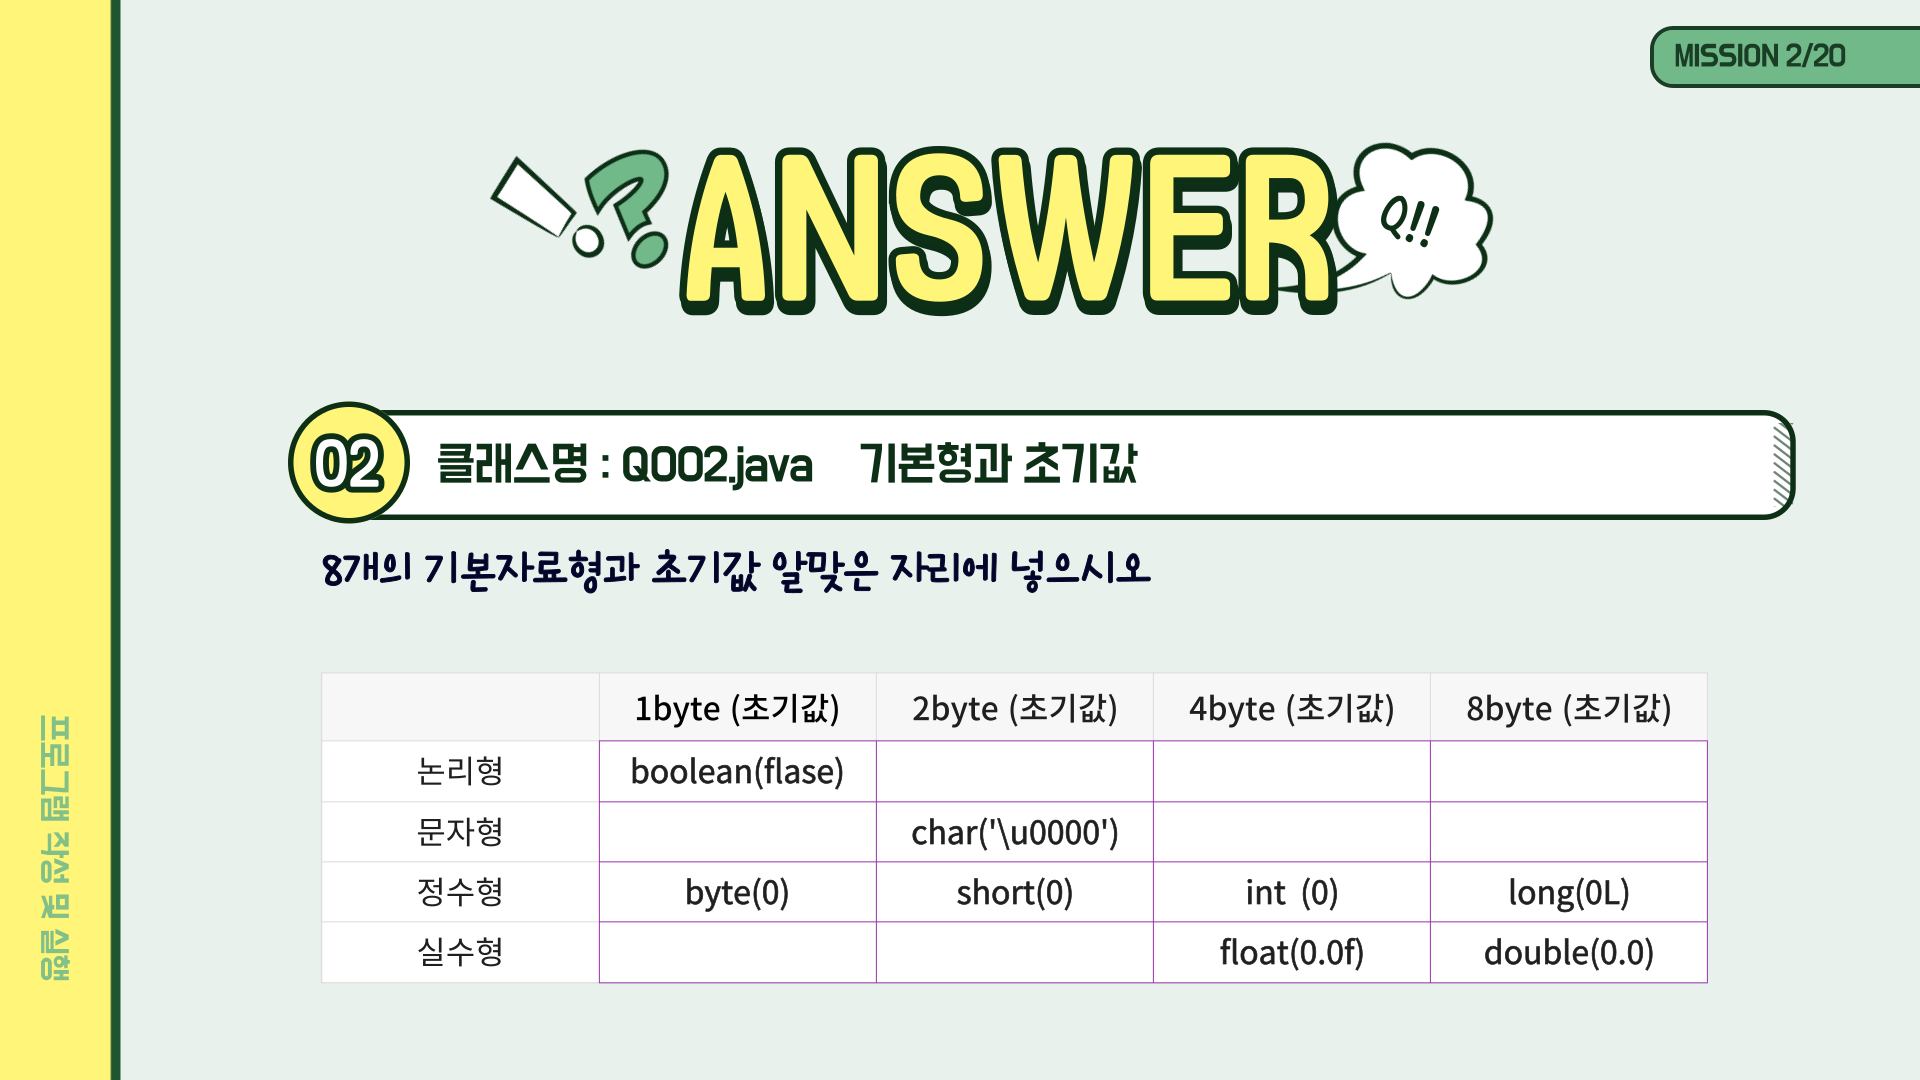 MISSION 2/20
ANSWER
Q!!
02
클래스명 : Q002.java 기본형과 초기값
8개의 기본자료형과 초기값 알맞은 자리에 넣으시오
1byte (초기값) 2byte (초기값) 4byte (초기값) 8byte (초기값)
논리형 boolean(flase)
문자형 char('\u0000')
정수형 byte(0) short(0) int (0) long(0L)
실수형 float(0.0f) double(0.0)
프로그램 작성 및 실행